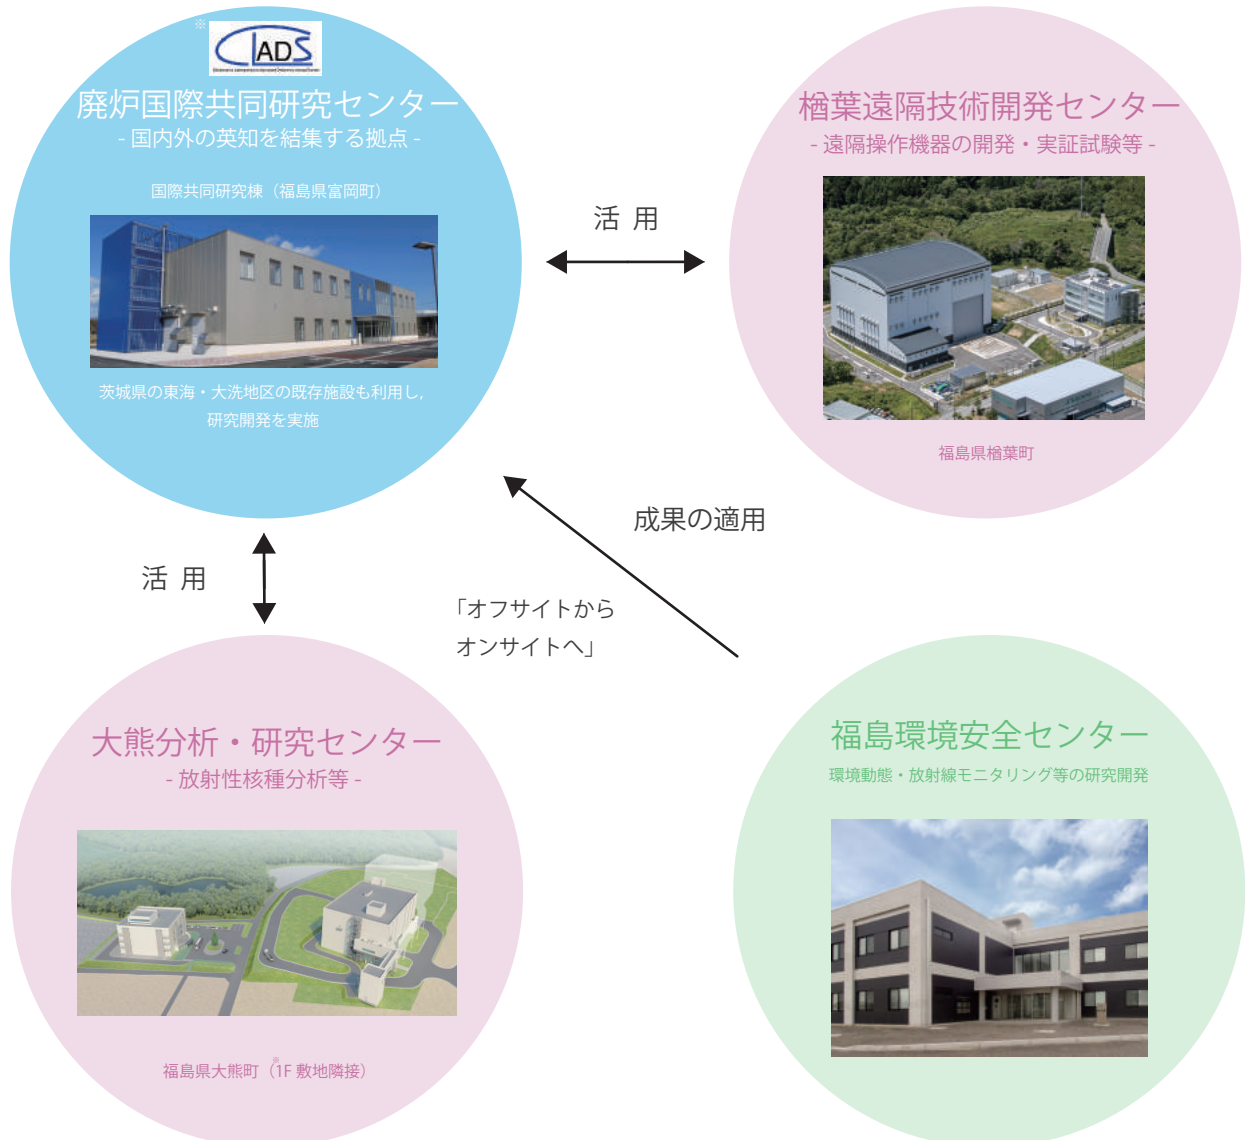 ※
CLADS
廃炉国際共同研究センター
- 国内外の英知を結集する拠点 -
国際共同研究棟（福島県富岡町）
茨城県の東海・大洗地区の既存施設も利用し,
研究開発を実施
活 用
楢葉遠隔技術開発センター
- 遠隔操作機器の開発・実証試験等 -
福島県楢葉町
活 用
成果の適用
「オフサイトから
オンサイトへ」
大熊分析・研究センター
- 放射性核種分析等 -
※
福島県大熊町（1F 敷地隣接）
福島環境安全センター
環境動態・放射線モニタリング等の研究開発